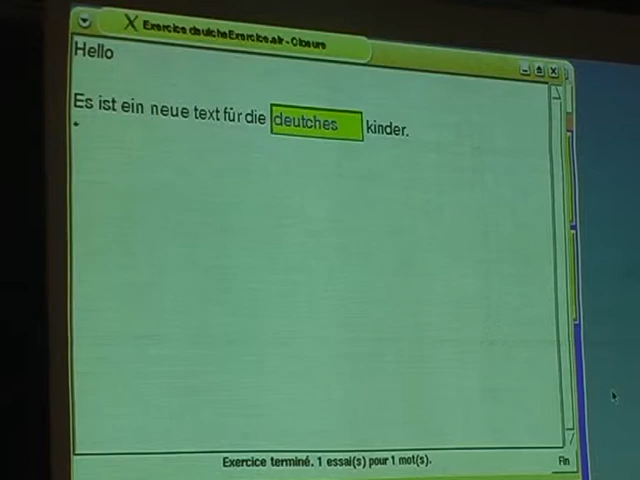 Exercice deutcheExercice.alr - Closure
Hello
Es ist ein neue text für die deutches kinder.
Exercice terminé. 1 essai(s) pour 1 mot(s).
Fin